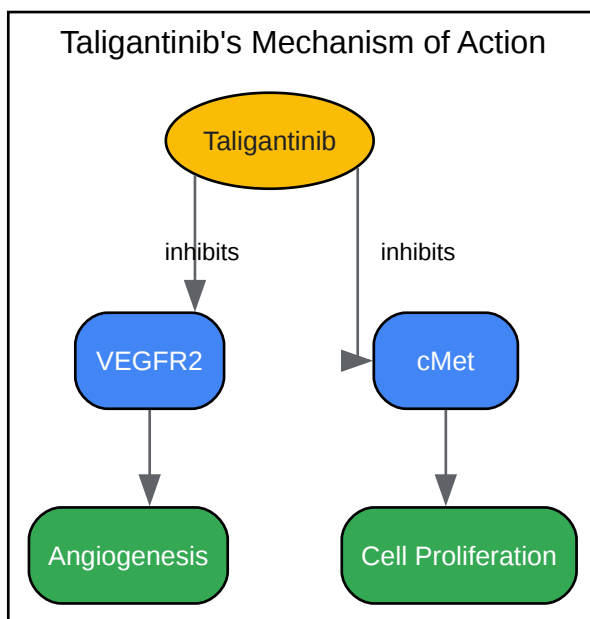 Taligantinib's Mechanism of Action
Taligantinib
inhibits
inhibits
VEGFR2
cMet
Angiogenesis
Cell Proliferation